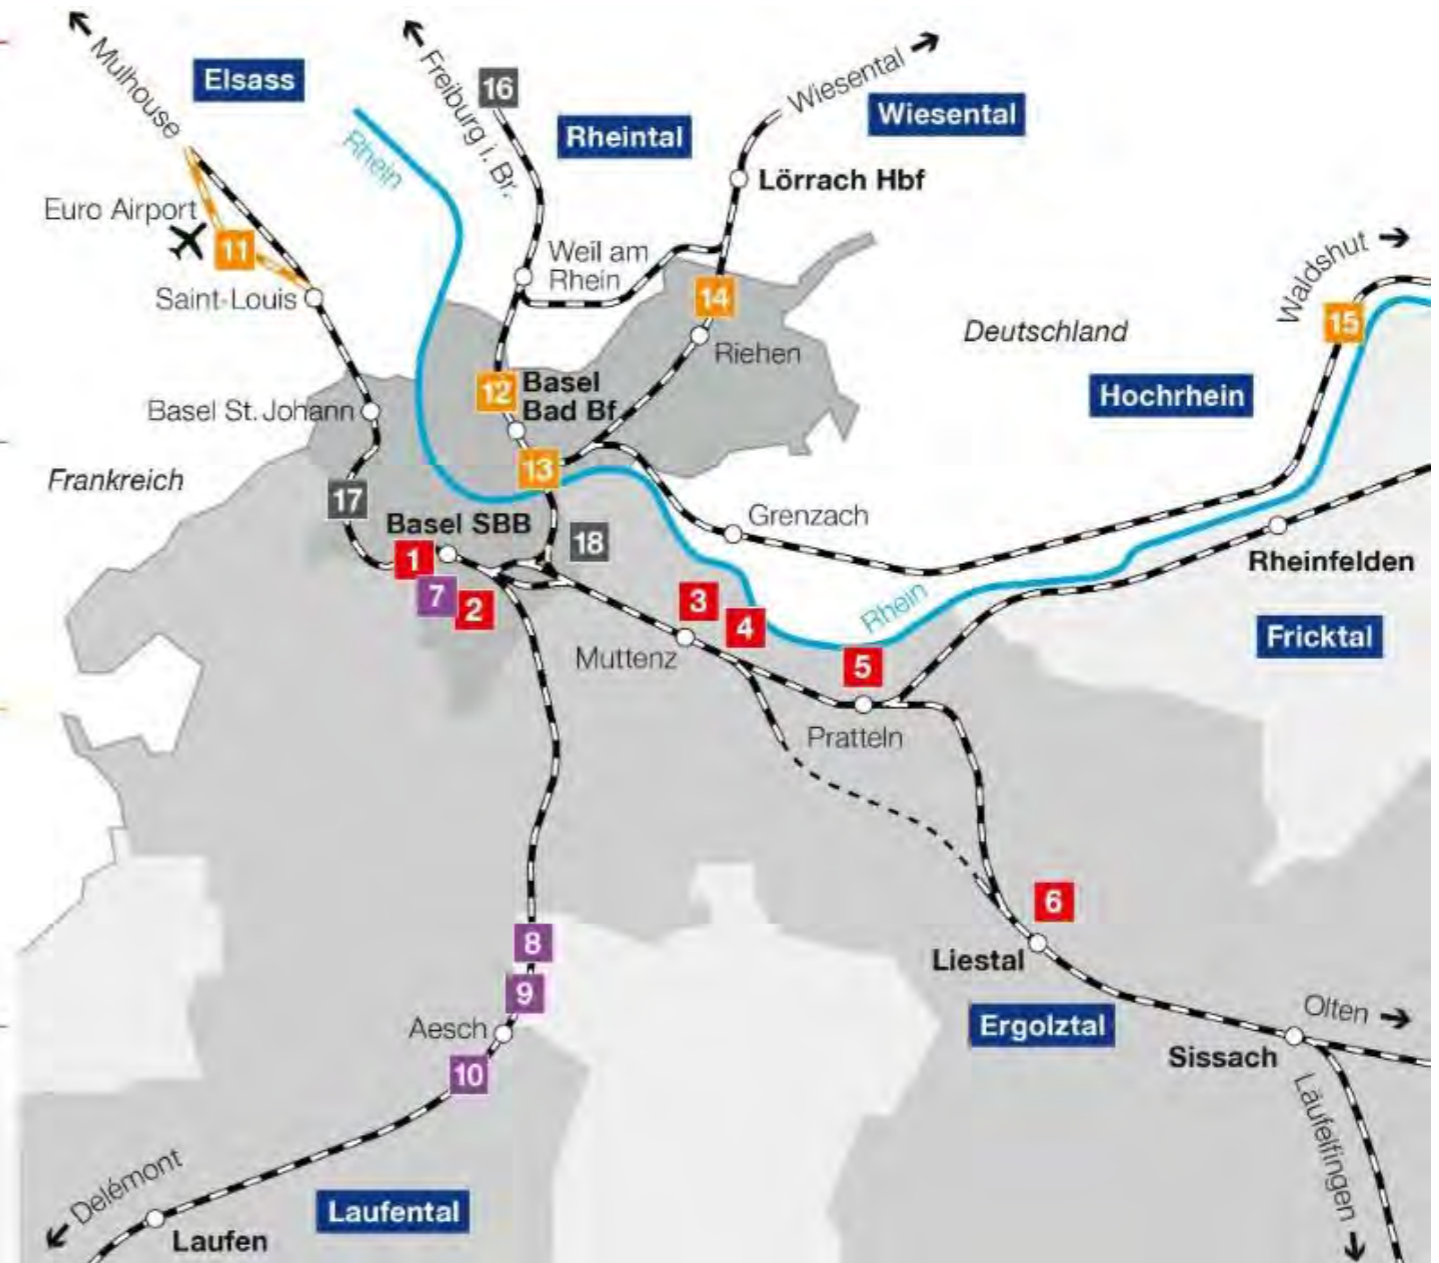 Mulhouse
Elsass
Freiburg i. Br.
16
Rheintal
Wiesental
Wiesental
Rhein
Lörrach Hbf
Euro Airport
11
Weil am
Rhein
Saint-Louis
14
Riehen
Deutschland
Waldshut
15
12
Basel
Bad Bf
Hochrhein
Basel St. Johann
Frankreich
13
17
Basel SBB
18
Grenzach
1
7
2
3
4
Rhein
Rheinfelden
Fricktal
Muttenz
5
Pratteln
6
Liestal
8
9
Aesch
10
Ergolztal
Olten
Sissach
Läufelfingen
Delémont
Laufental
Laufen